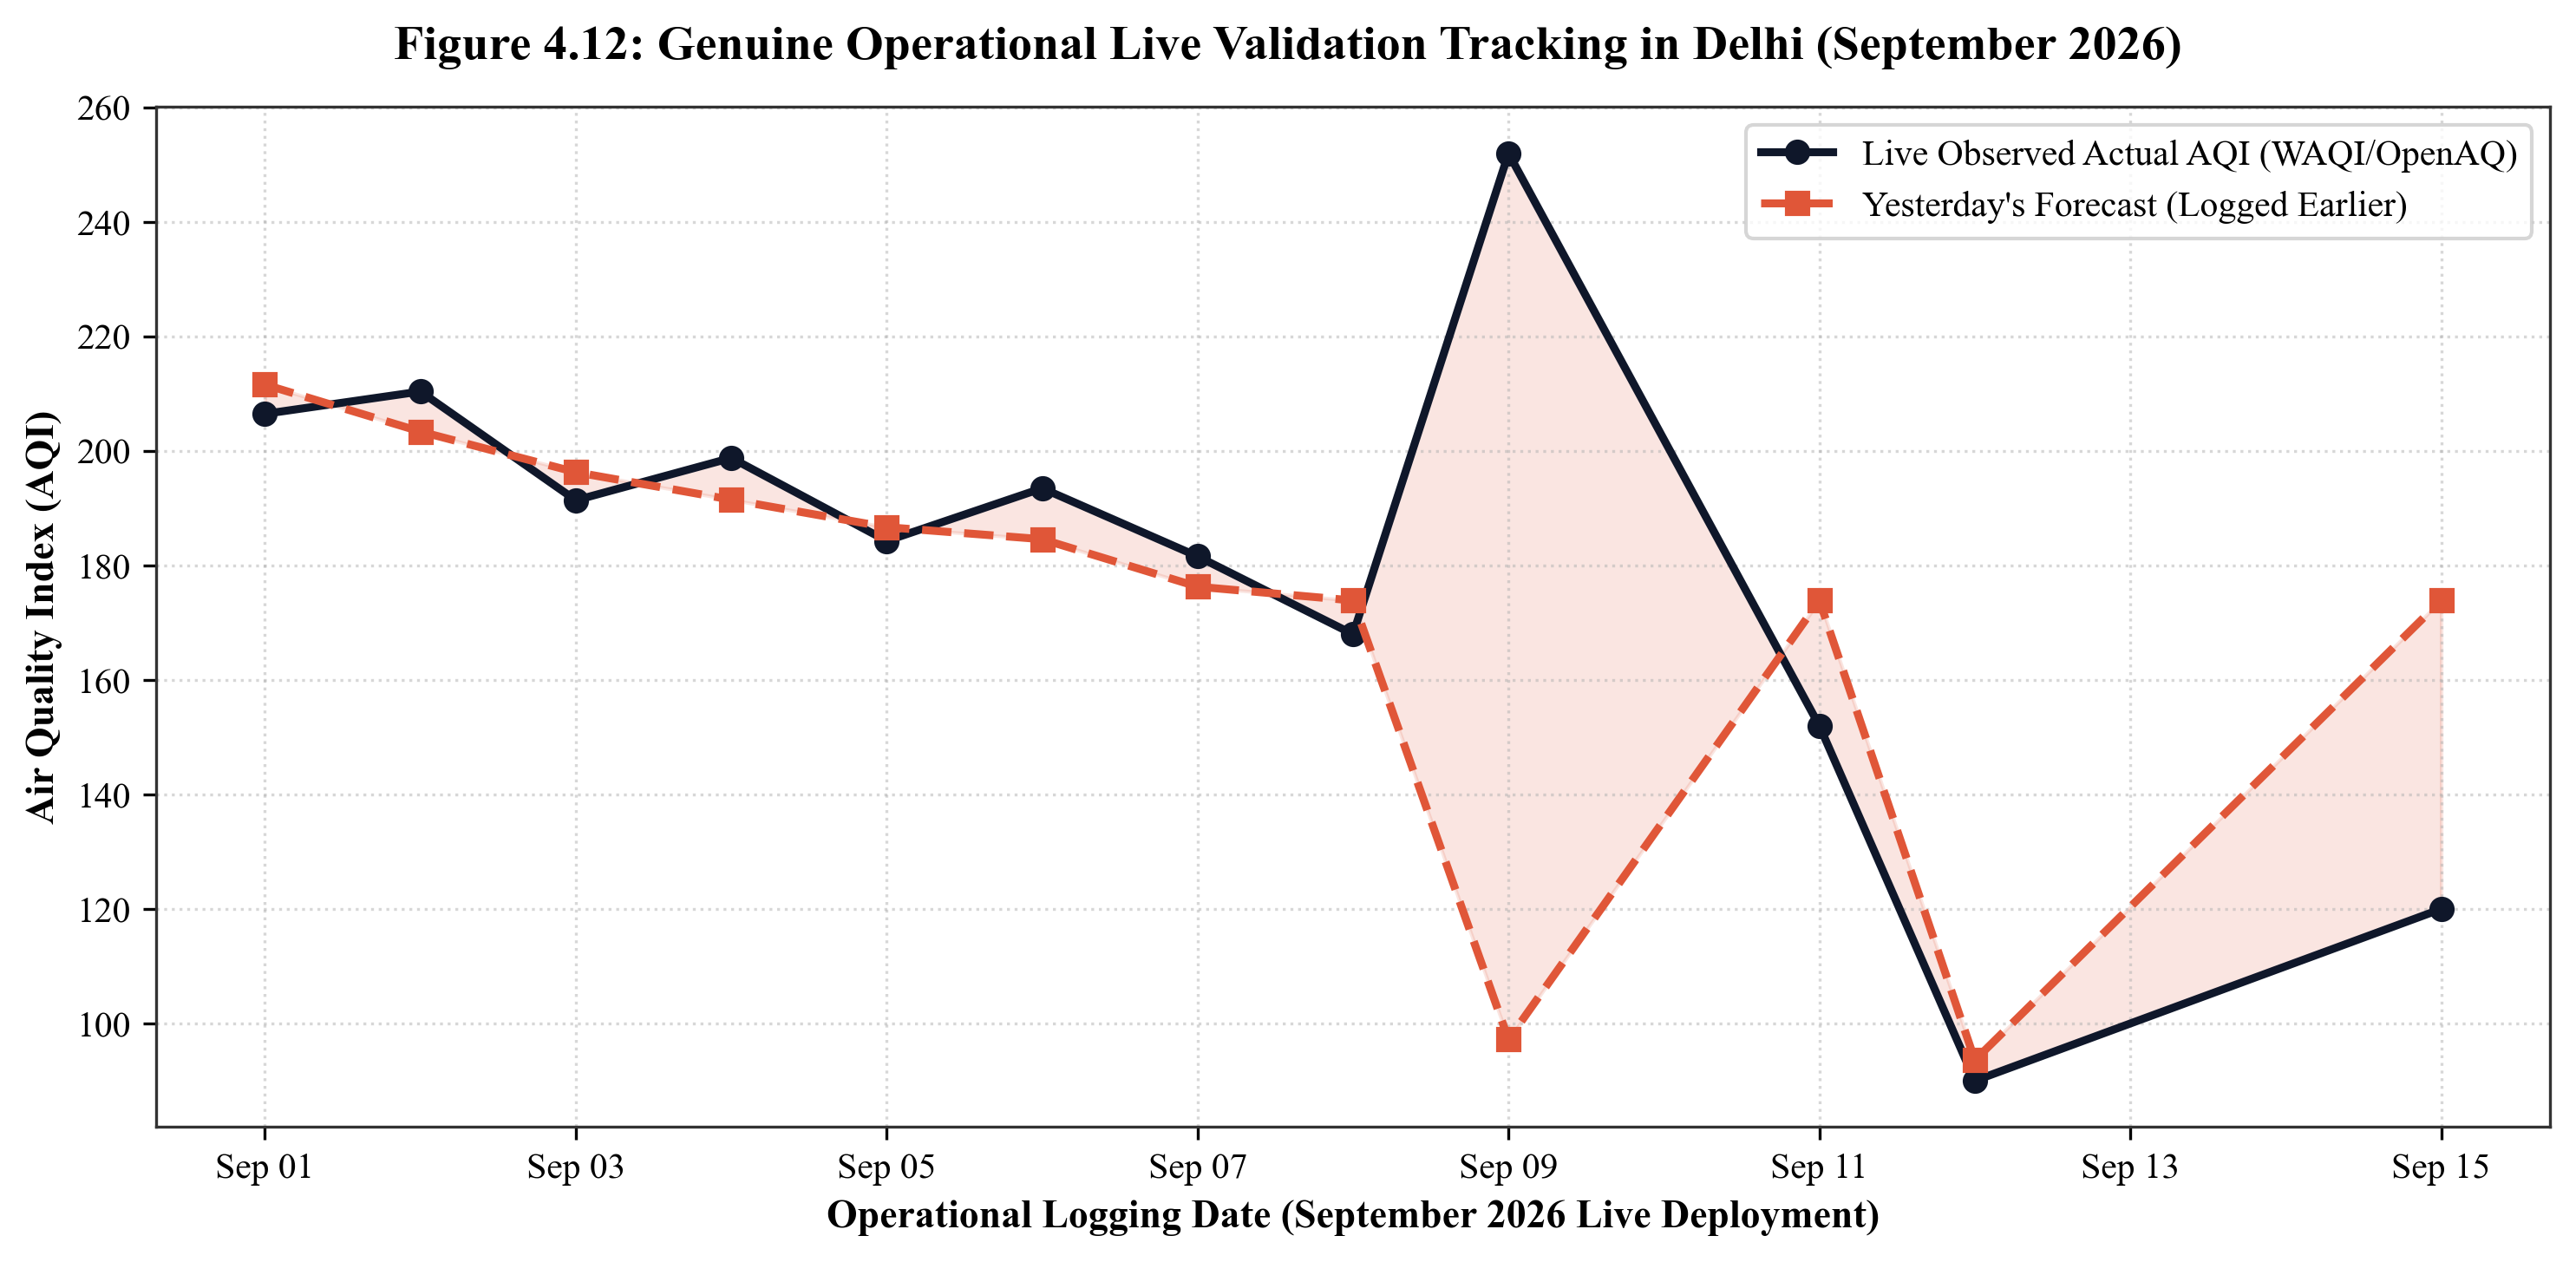 Figure 4.12: Genuine Operational Live Validation Tracking in Delhi (September 2026)
260
240
220
200
180
160
140
120
100
Air Quality Index (AQI)
Live Observed Actual AQI (WAQI/OpenAQ)
Yesterday's Forecast (Logged Earlier)
Sep 01 Sep 03 Sep 05 Sep 07 Sep 09 Sep 11 Sep 13 Sep 15
Operational Logging Date (September 2026 Live Deployment)